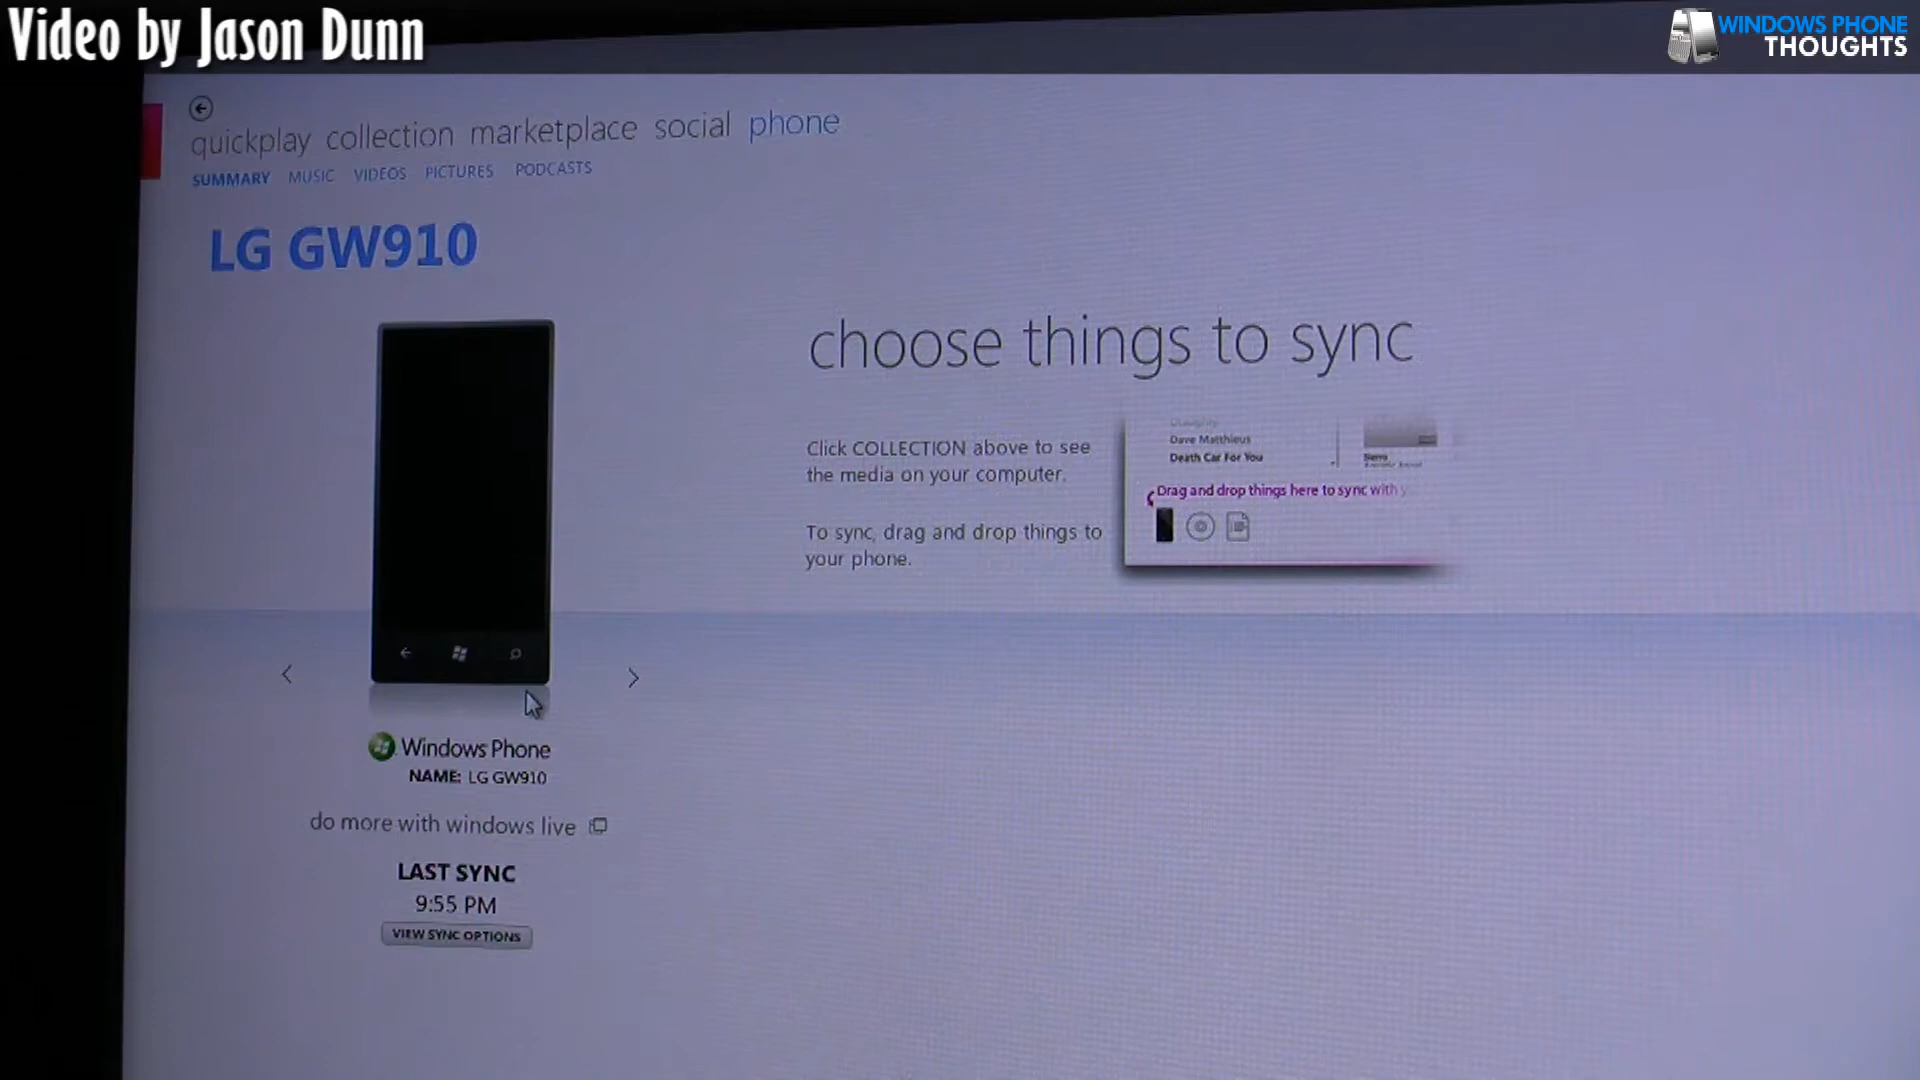 Video by Jason Dunn
WINDOWS PHONE
THOUGHTS
quickplay collection marketplace social phone
SUMMARY MUSIC VIDEOS PICTURES PODCASTS
LG GW910
choose things to sync
Click COLLECTION above to see
the media on your computer.
To sync, drag and drop things to
your phone.
Daughtry
Dave Matthews
Death Car For You
Sierra
Drag and drop things here to sync with y
Windows Phone
NAME: LG GW910
do more with windows live
LAST SYNC
9:55 PM
VIEW SYNC OPTIONS